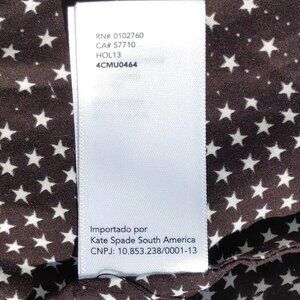 RN# 0102760
CA# 57710
HOL13
4CMU0464
Importado por
Kate Spade South America
CNPJ: 10.853.238/0001-13